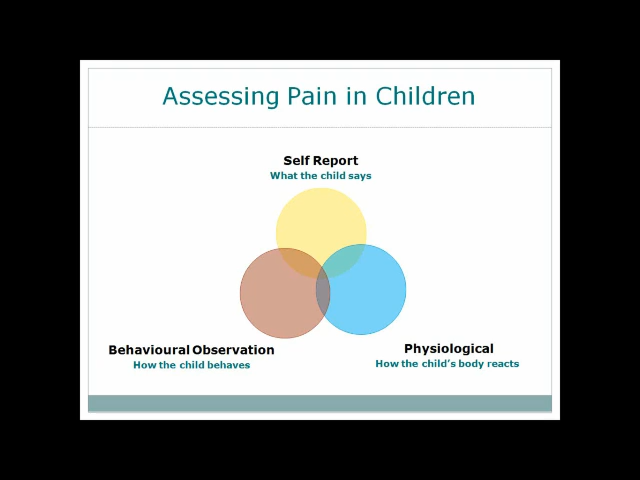 Assessing Pain in Children
Self Report
What the child says
Behavioural Observation
How the child behaves
Physiological
How the child's body reacts